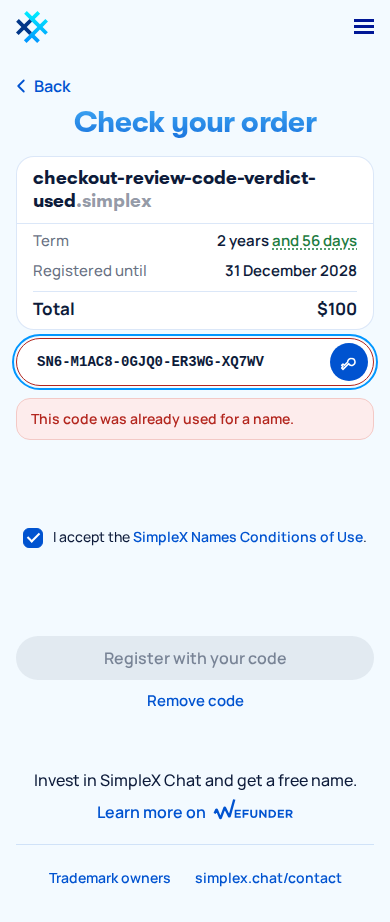 Back
Check your order
checkout-review-code-verdict-
used.simplex
Term 2 years and 56 days
Registered until 31 December 2028
Total $100
SN6-M1AC8-0GJQ0-ER3WG-XQ7WV
This code was already used for a name.
I accept the SimpleX Names Conditions of Use.
Register with your code
Remove code
Invest in SimpleX Chat and get a free name.
Learn more on WEFUNDER
Trademark owners simplex.chat/contact